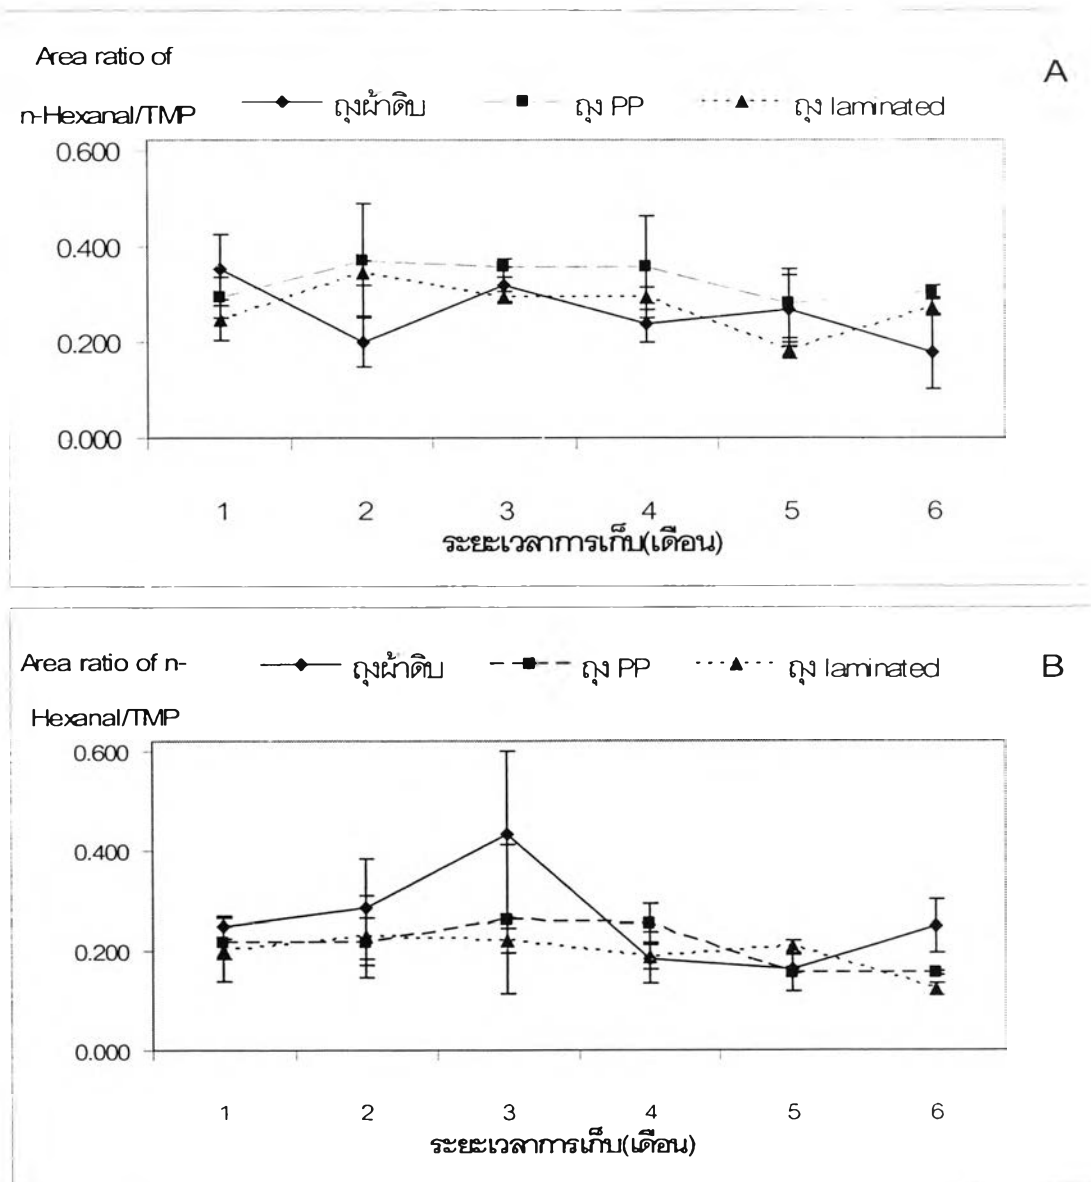 Area ratio of
A
n-Hexanal/TMP ถุงผ้าดิบ ถุง PP ถุง laminated
0.600
0.400
0.200
0.000
1 2 3 4 5 6
ระยะเวลาการเก็บ(เดือน)
Area ratio of n- ถุงผ้าดิบ ถุง PP ถุง laminated B
Hexanal/TMP
0.600
0.400
0.200
0.000
1 2 3 4 5 6
ระยะเวลาการเก็บ(เดือน)